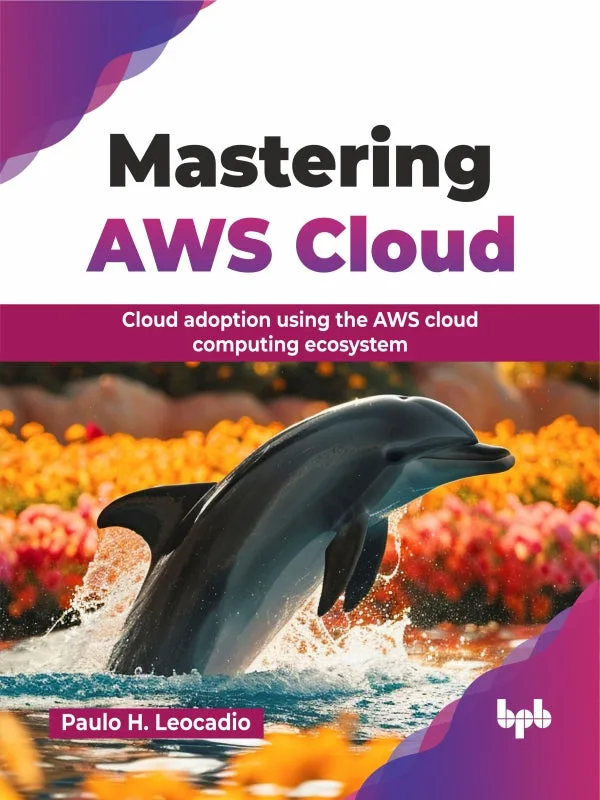 Mastering
AWS Cloud
Cloud adoption using the AWS cloud
computing ecosystem
Paulo H. Leocadio
bpb